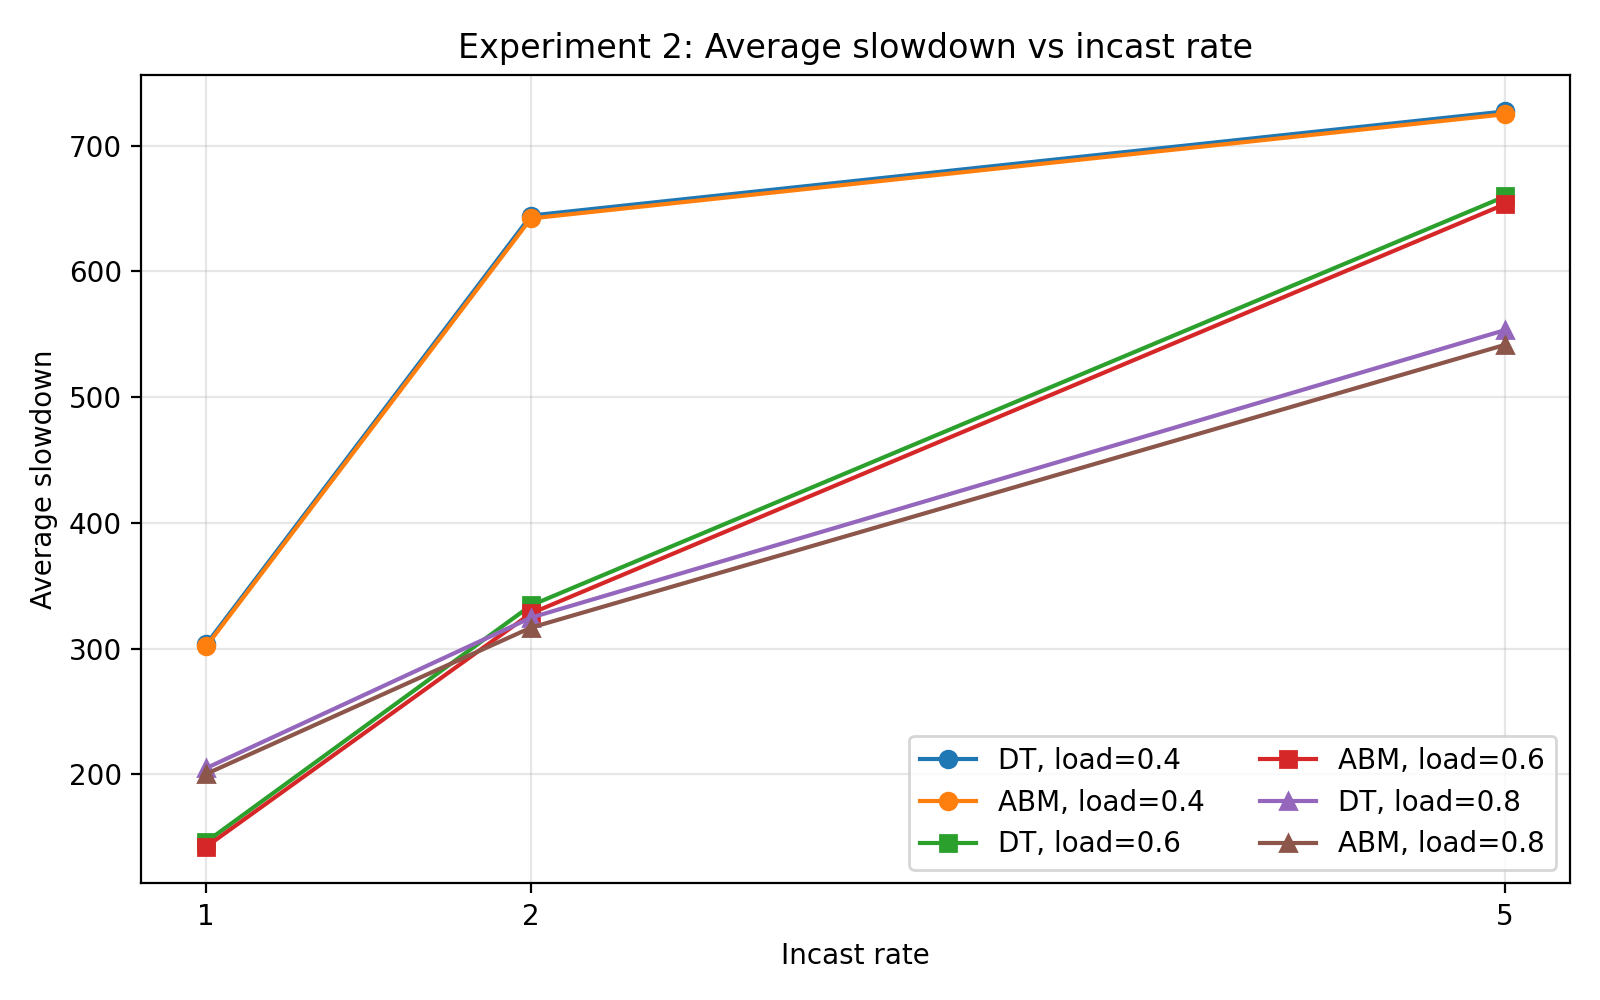 Experiment 2: Average slowdown vs incast rate
700
600
500
400
300
200
Average slowdown
DT, load=0.4
ABM, load=0.4
DT, load=0.6
ABM, load=0.6
DT, load=0.8
ABM, load=0.8
1 2 5
Incast rate